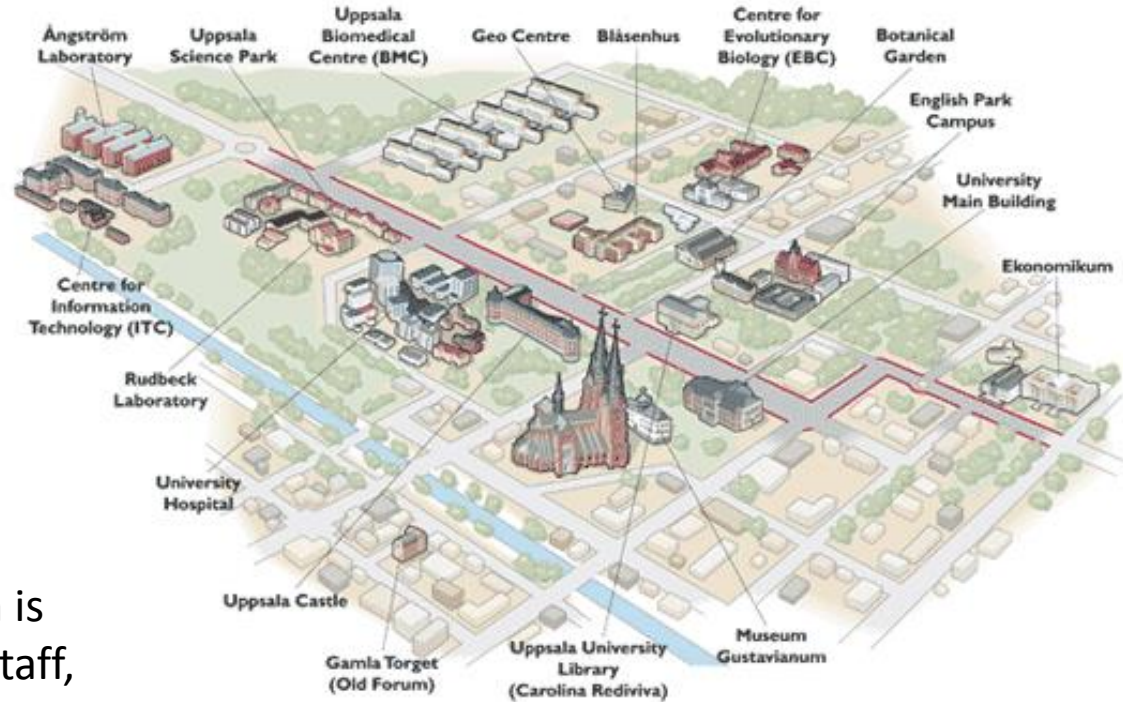 Ångström
Laboratory
Uppsala
Science Park
Uppsala
Biomedical
Centre (BMC)
Geo Centre
Blåsenhus
Centre for
Evolutionary
Biology (EBC)
Botanical
Garden
English Park
Campus
University
Main Building
Ekonomikum
Centre for
Information
Technology (ITC)
Rudbeck
Laboratory
University
Hospital
Uppsala Castle
Gamla Torget
(Old Forum)
Uppsala University
Library
(Carolina Rediviva)
Museum
Gustavianum
is
taff,